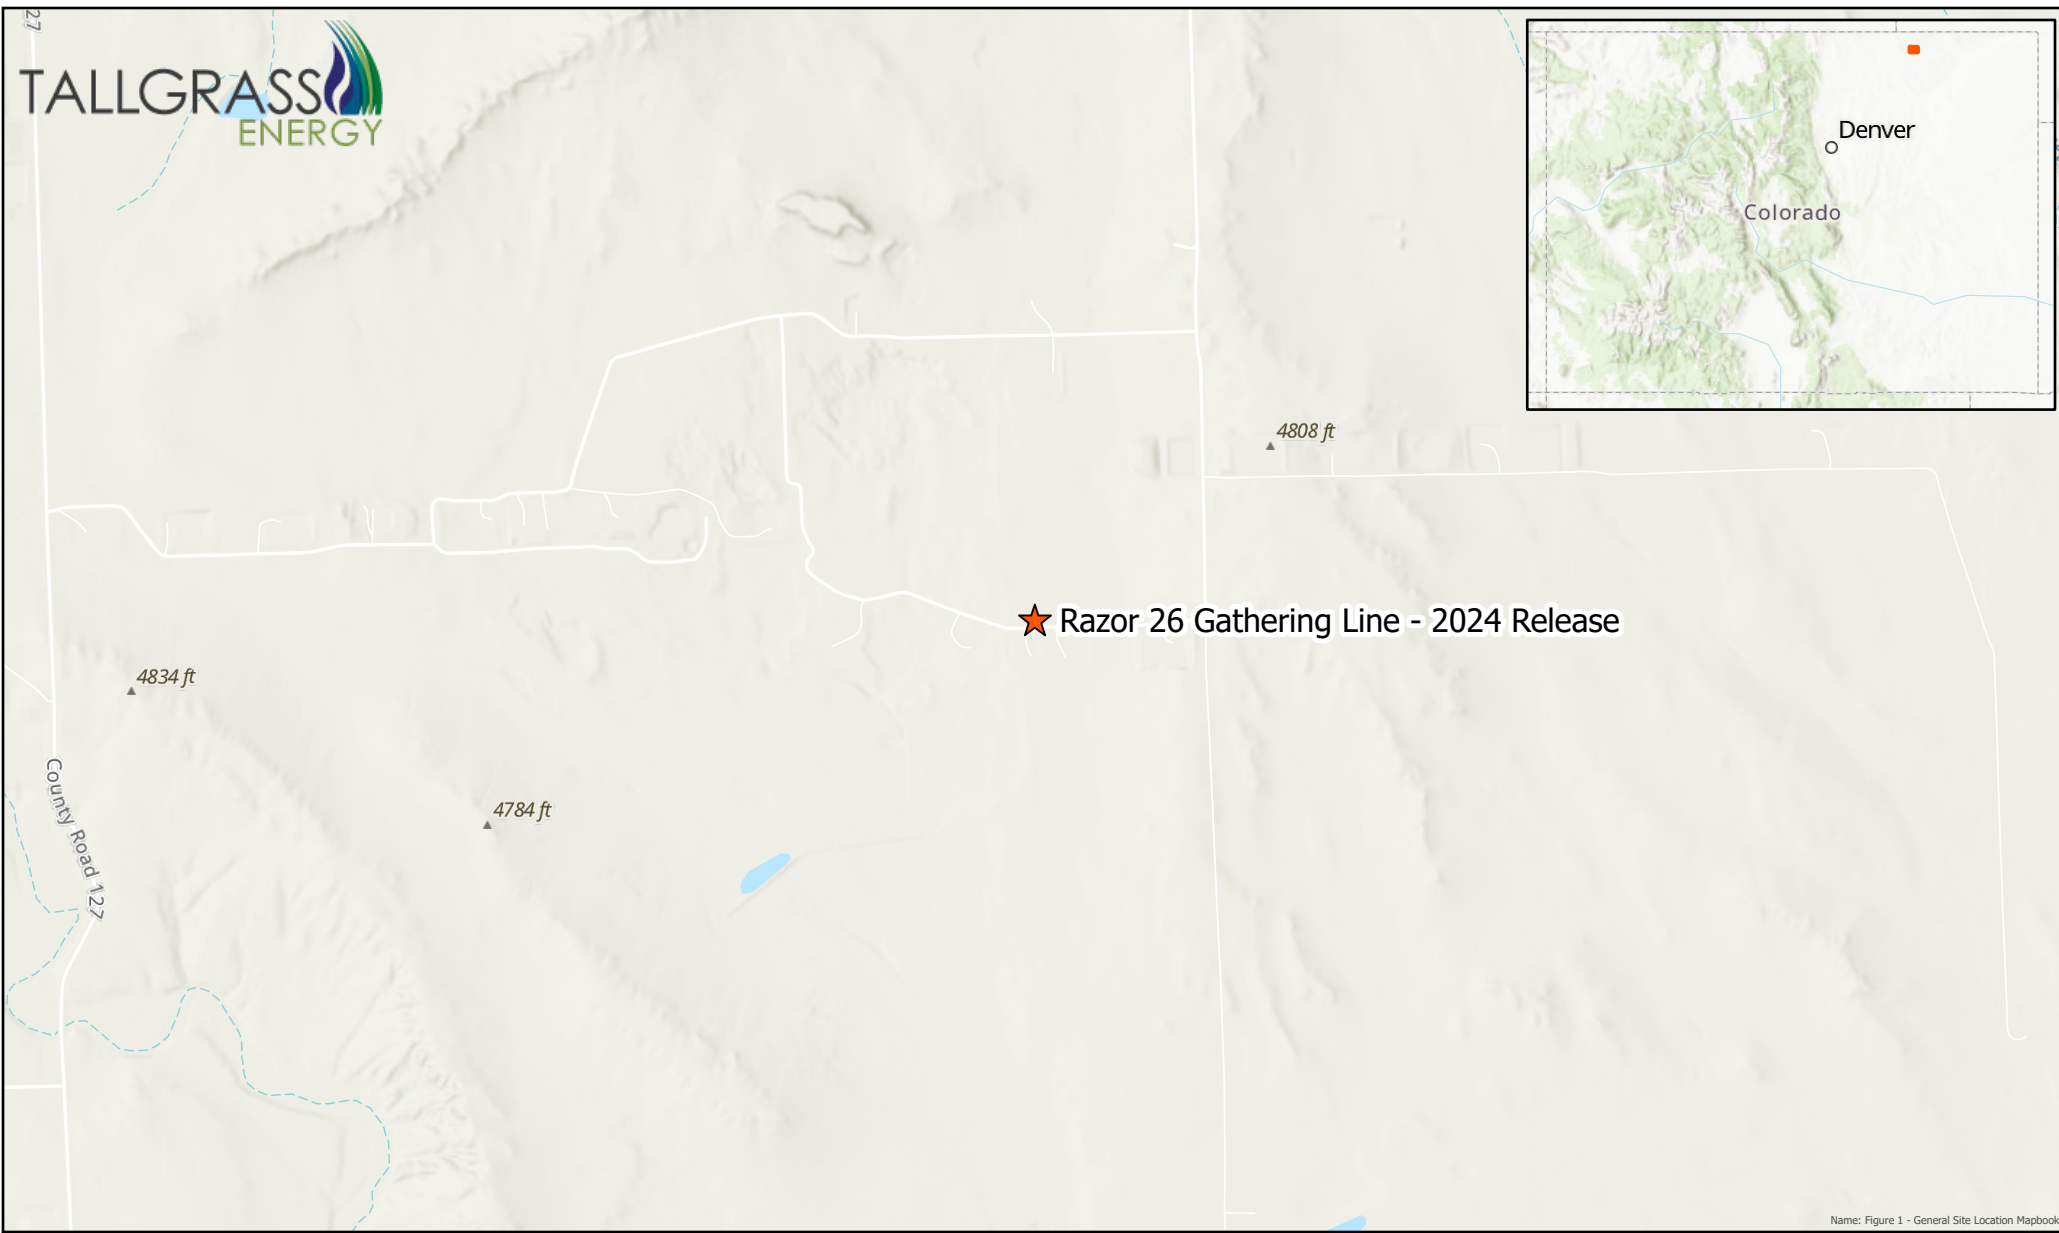 27
TALLGRASS
ENERGY
Denver
Colorado
4808 ft
Razor 26 Gathering Line - 2024 Release
4834 ft
County Road 127
4784 ft
Name: Figure 1 - General Site Location Mapbook